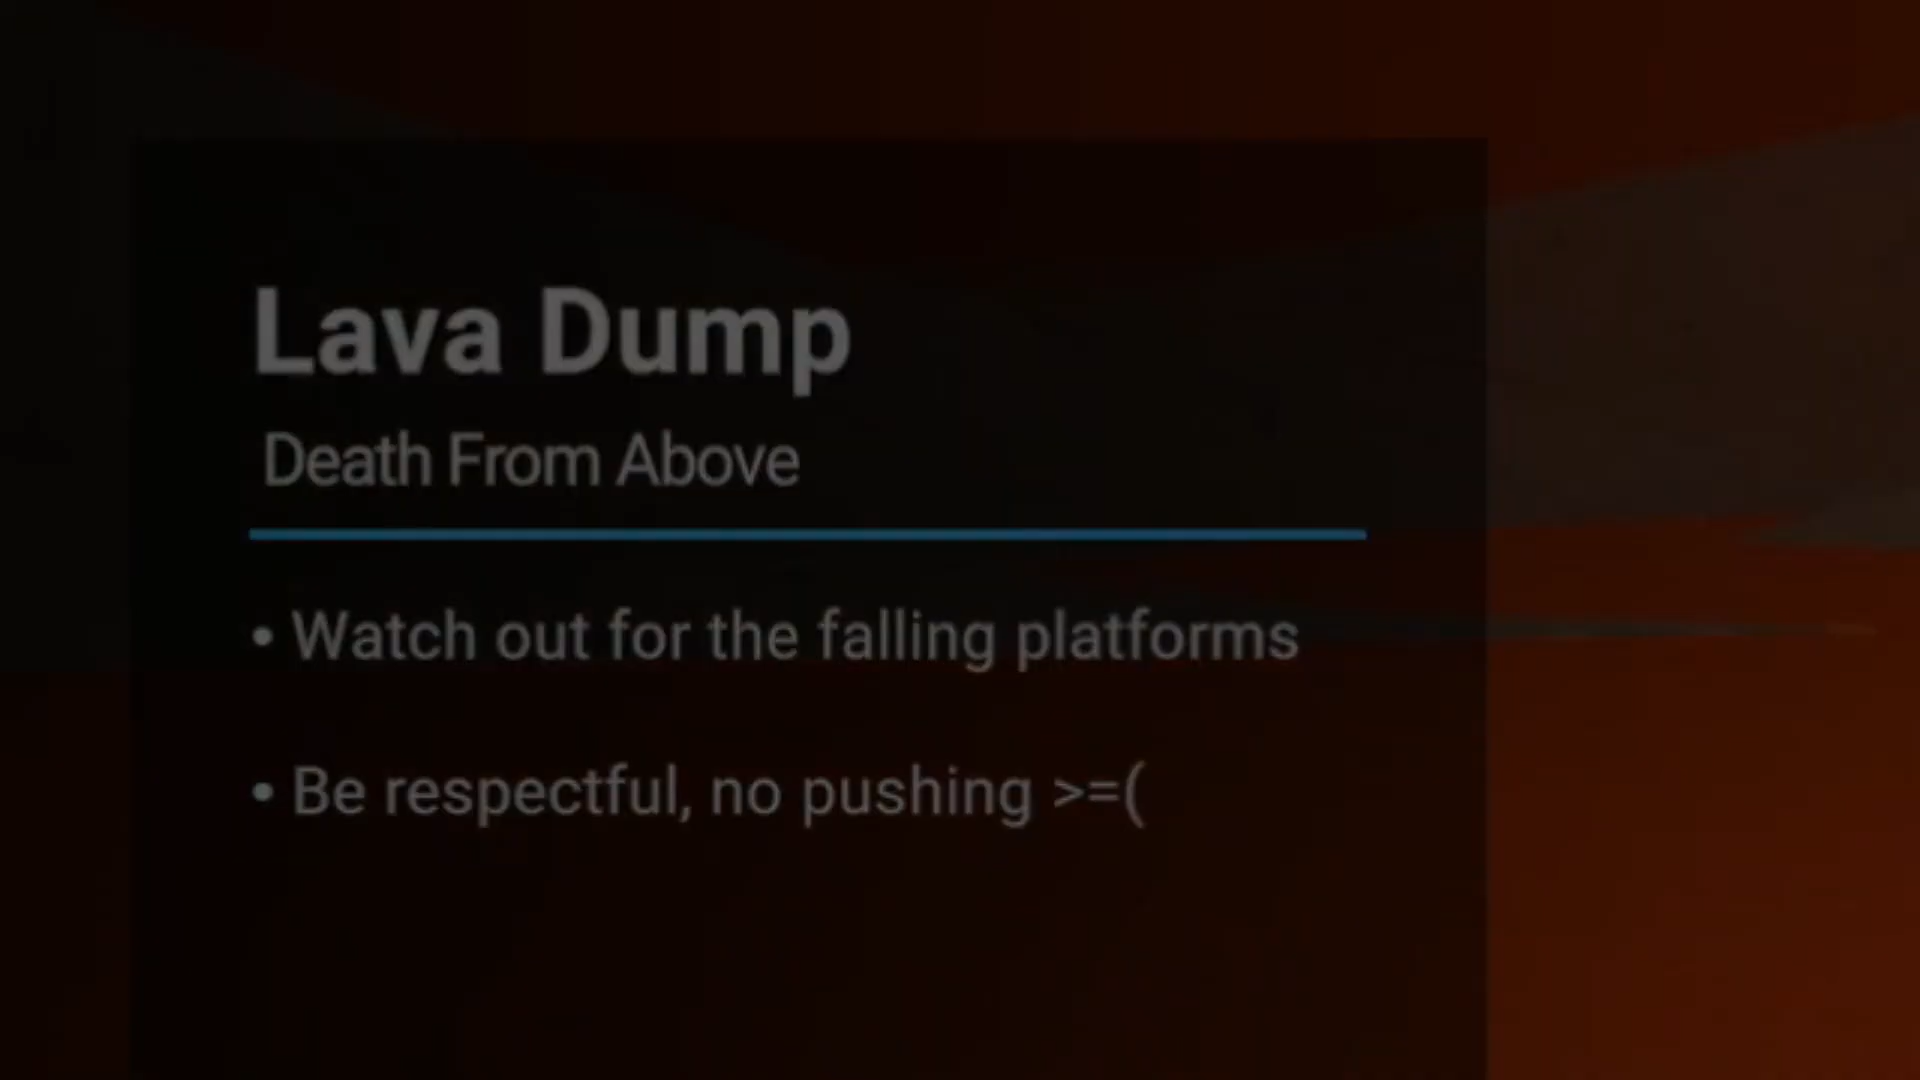 Lava Dump
Death From Above
• Watch out for the falling platforms
• Be respectful, no pushing >=(